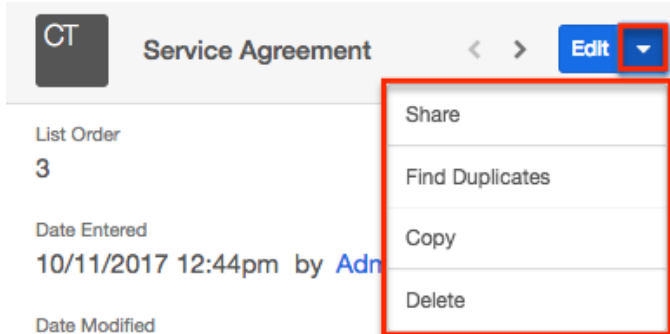 CT
Service Agreement
Edit
Share
List Order
3
Find Duplicates
Date Entered
Copy
10/11/2017 12:44pm by
Delete
Date Modified